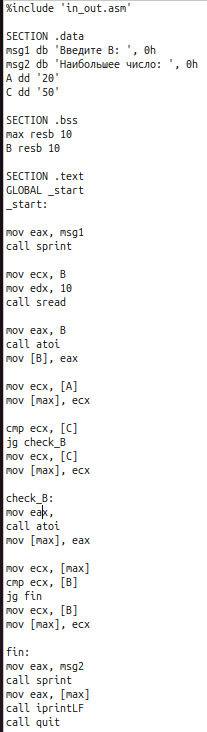 %include 'in_out.asm'
SECTION .data
msg1 db 'Введите B: ', 0h
msg2 db 'Наибольшее число: ', 0h
A dd '20'
C dd '50'
SECTION .bss
max resb 10
B resb 10
SECTION .text
GLOBAL _start
_start:
mov eax, msg1
call sprint
mov ecx, B
mov edx, 10
call sread
mov eax, B
call atoi
mov [B], eax
mov ecx, [A]
mov [max], ecx
cmp ecx, [C]
jg check_B
mov ecx, [C]
mov [max], ecx
check_B:
mov eax,
call atoi
mov [max], eax
mov ecx, [max]
cmp ecx, [B]
jg fin
mov ecx, [B]
mov [max], ecx
fin:
mov eax, msg2
call sprint
mov eax, [max]
call iprintLF
call quit